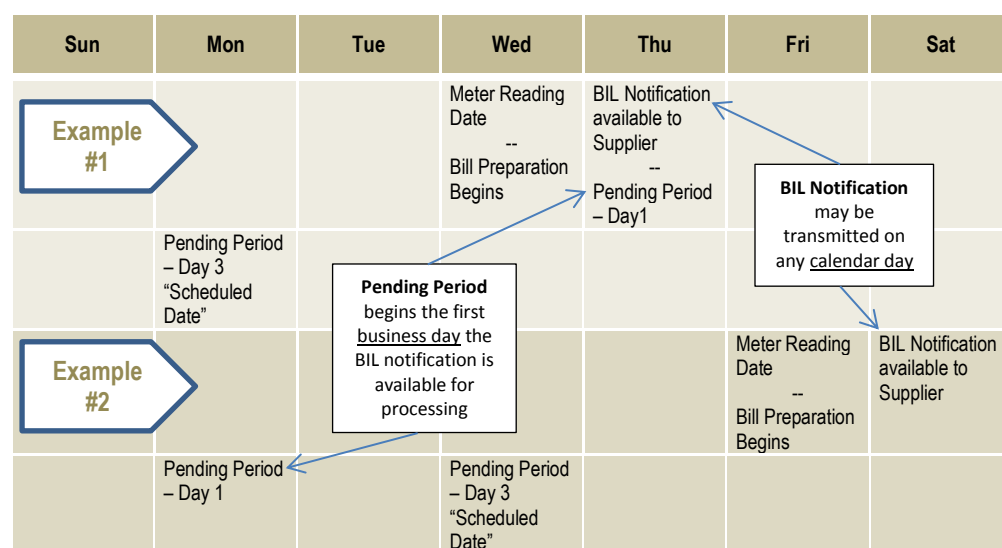 Sun Mon Tue Wed Thu Fri Sat
Example
#1
Meter Reading
Date
--
Bill Preparation
Begins
BIL Notification
available to
Supplier
--
Pending Period
– Day1
BIL Notification
may be
transmitted on
any calendar day
Pending Period
– Day 3
“Scheduled
Date”
Pending Period
begins the first
business day the
BIL notification is
available for
processing
Example
#2
Meter Reading
Date
--
Bill Preparation
Begins
BIL Notification
available to
Supplier
Pending Period
– Day 1
Pending Period
– Day 3
“Scheduled
Date”